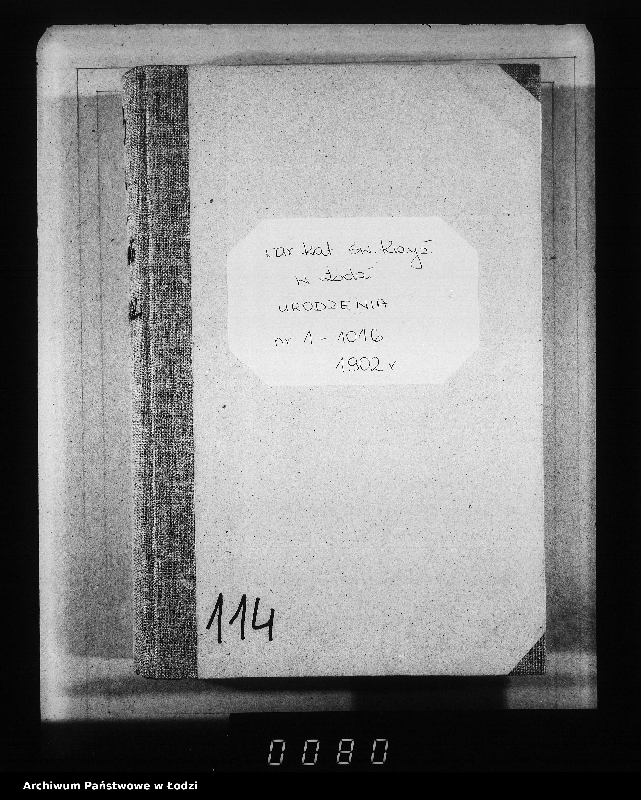 par kat św. Krzyż
w Łodzi
URODZENIA
nr 1 - 1016
1902 r
114
0080
Archiwum Państwowe w Łodzi